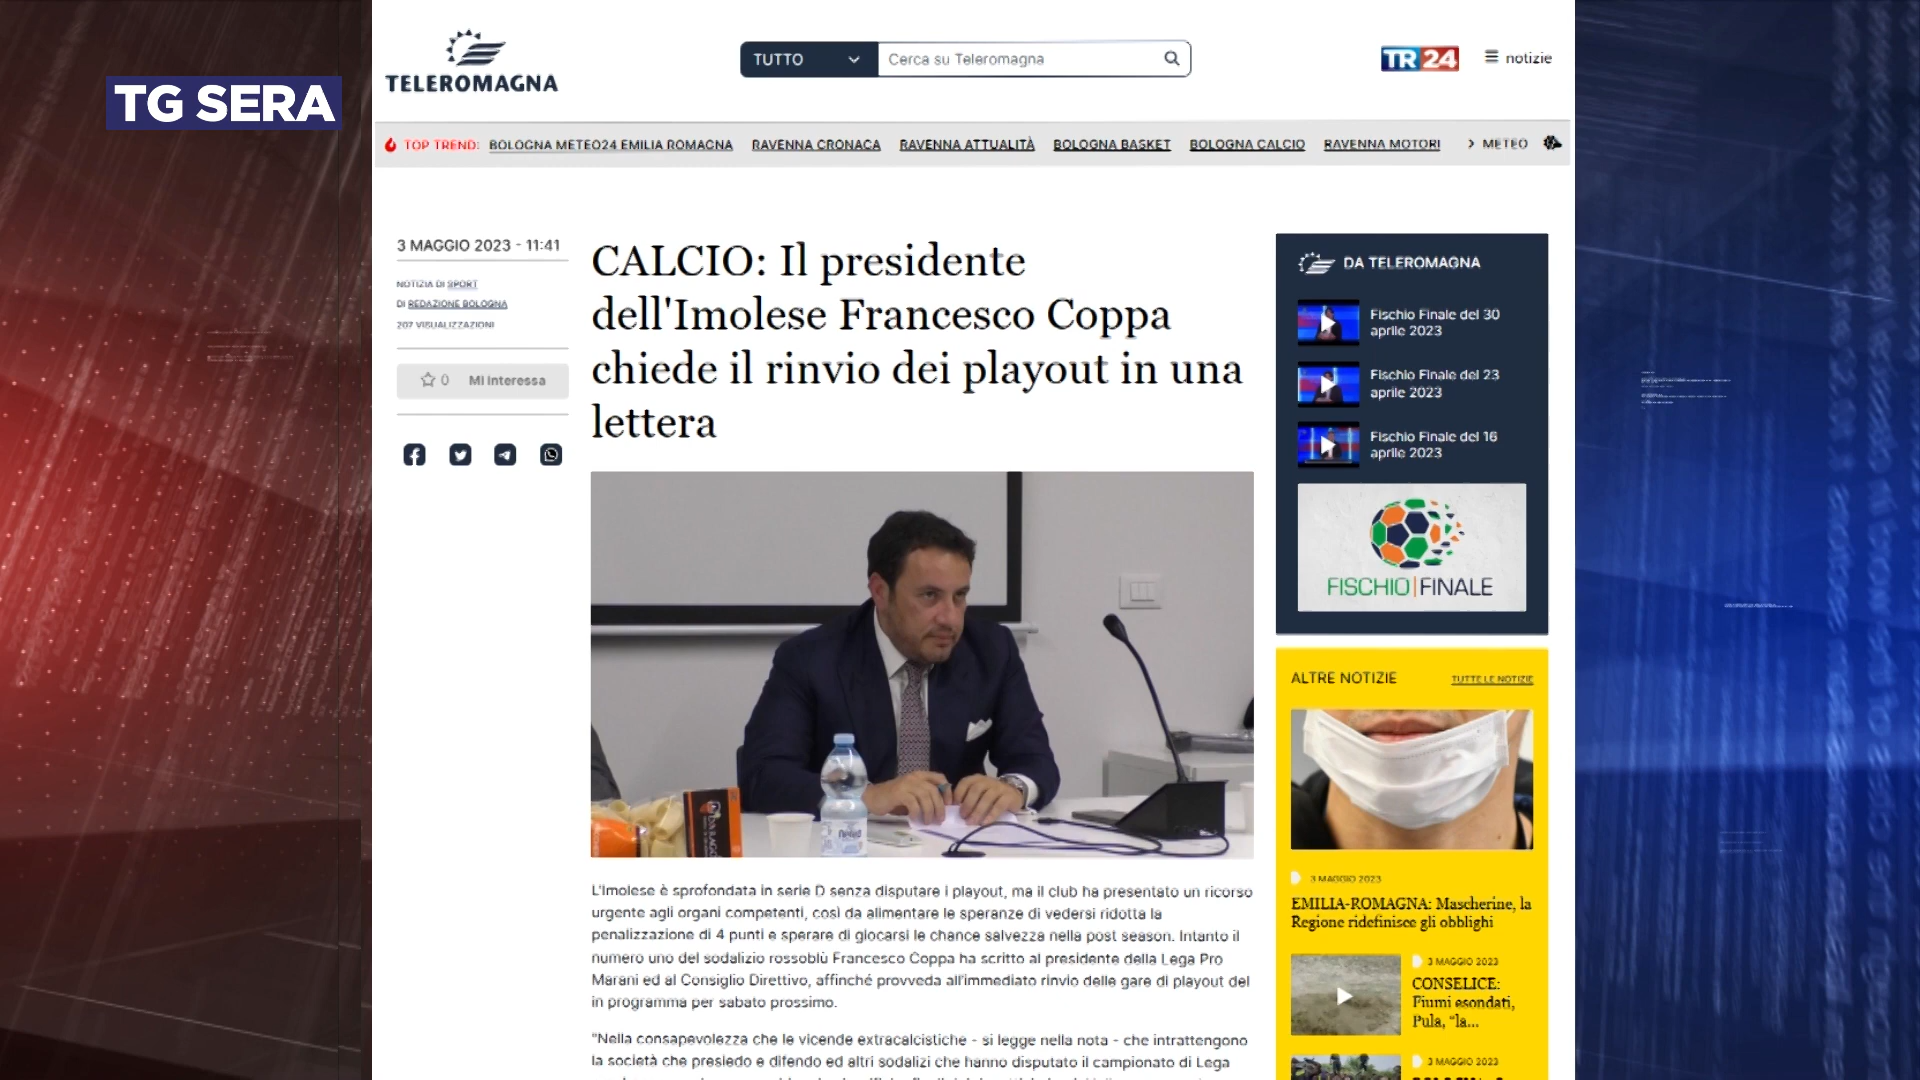 TG SERA
TELEROMAGNA
TUTTO
Cerca su Teleromagna
TR24
notizie
TOP TREND:
BOLOGNA METEO24 EMILIA ROMAGNA
RAVENNA CRONACA
RAVENNA ATTUALITÀ
BOLOGNA BASKET
BOLOGNA CALCIO
RAVENNA MOTORI
METEO
3 MAGGIO 2023 - 11:41
NOTIZIA DI SPORT
DI REDAZIONE BOLOGNA
207 VISUALIZZAZIONI
0 Mi interessa
CALCIO: Il presidente
dell'Imolese Francesco Coppa
chiede il rinvio dei playout in una
lettera
L'Imolese è sprofondata in serie D senza disputare i playout, ma il club ha presentato un ricorso
urgente agli organi competenti, così da alimentare le speranze di vedersi ridotta la
penalizzazione di 4 punti e sperare di giocarsi le chance salvezza nella post season. Intanto il
numero uno del sodalizio rossoblù Francesco Coppa ha scritto al presidente della Lega Pro
Marani ed al Consiglio Direttivo, affinché provveda all'immediato rinvio delle gare di playout del
in programma per sabato prossimo.
"Nella consapevolezza che le vicende extracalcistiche - si legge nella nota - che intrattengono
la società che presiedo e difendo ed altri sodalizi che hanno disputato il campionato di Lega
DA TELEROMAGNA
Fischio Finale del 30
aprile 2023
Fischio Finale del 23
aprile 2023
Fischio Finale del 16
aprile 2023
FISCHIO|FINALE
ALTRE NOTIZIE
TUTTE LE NOTIZIE
3 MAGGIO 2023
EMILIA-ROMAGNA: Mascherine, la
Regione ridefinisce gli obblighi
3 MAGGIO 2023
CONSELICE:
Fiumi esondati,
Pula, "la...
3 MAGGIO 2023